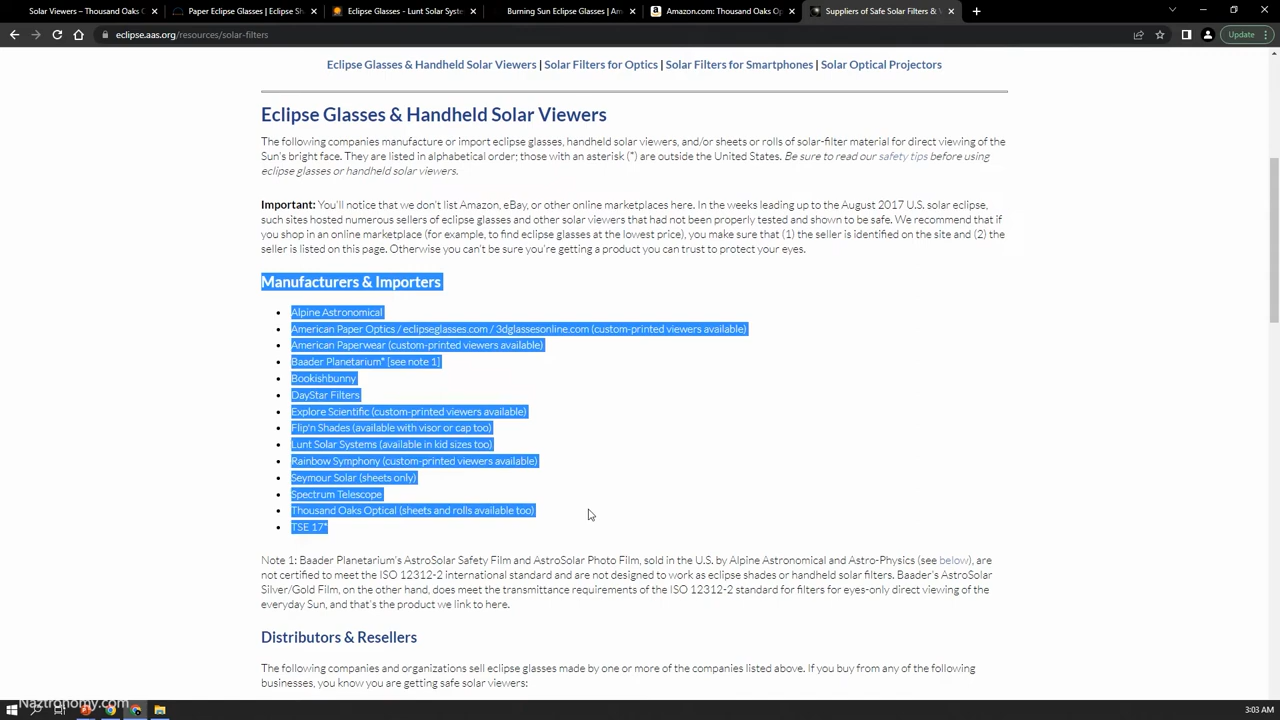 Solar Viewers – Thousand Oaks O
Paper Eclipse Glasses | Eclipse Sh
Eclipse Glasses - Lunt Solar Syste
Burning Sun Eclipse Glasses | Am
Amazon.com: Thousand Oaks Op
Suppliers of Safe Solar Filters & V
eclipse.aas.org/resources/solar-filters
Update
Eclipse Glasses & Handheld Solar Viewers | Solar Filters for Optics | Solar Filters for Smartphones | Solar Optical Projectors
Eclipse Glasses & Handheld Solar Viewers
The following companies manufacture or import eclipse glasses, handheld solar viewers, and/or sheets or rolls of solar-filter material for direct viewing of the
Sun's bright face. They are listed in alphabetical order; those with an asterisk (*) are outside the United States. Be sure to read our safety tips before using
eclipse glasses or handheld solar viewers.
Important: You'll notice that we don't list Amazon, eBay, or other online marketplaces here. In the weeks leading up to the August 2017 U.S. solar eclipse,
such sites hosted numerous sellers of eclipse glasses and other solar viewers that had not been properly tested and shown to be safe. We recommend that if
you shop in an online marketplace (for example, to find eclipse glasses at the lowest price), you make sure that (1) the seller is identified on the site and (2) the
seller is listed on this page. Otherwise you can't be sure you're getting a product you can trust to protect your eyes.
Manufacturers & Importers
• Alpine Astronomical
• American Paper Optics / eclipseglasses.com / 3dglassesonline.com (custom-printed viewers available)
• American Paperwear (custom-printed viewers available)
• Baader Planetarium* [see note 1]
• Bookishbunny
• DayStar Filters
• Explore Scientific (custom-printed viewers available)
• Flip'n Shades (available with visor or cap too)
• Lunt Solar Systems (available in kid sizes too)
• Rainbow Symphony (custom-printed viewers available)
• Seymour Solar (sheets only)
• Spectrum Telescope
• Thousand Oaks Optical (sheets and rolls available too)
• TSE 17*
Note 1: Baader Planetarium's AstroSolar Safety Film and AstroSolar Photo Film, sold in the U.S. by Alpine Astronomical and Astro-Physics (see below), are
not certified to meet the ISO 12312-2 international standard and are not designed to work as eclipse shades or handheld solar filters. Baader's AstroSolar
Silver/Gold Film, on the other hand, does meet the transmittance requirements of the ISO 12312-2 standard for filters for eyes-only direct viewing of the
everyday Sun, and that's the product we link to here.
Distributors & Resellers
The following companies and organizations sell eclipse glasses made by one or more of the companies listed above. If you buy from any of the following
businesses, you know you are getting safe solar viewers:
Naztronomy.com
3:03 AM